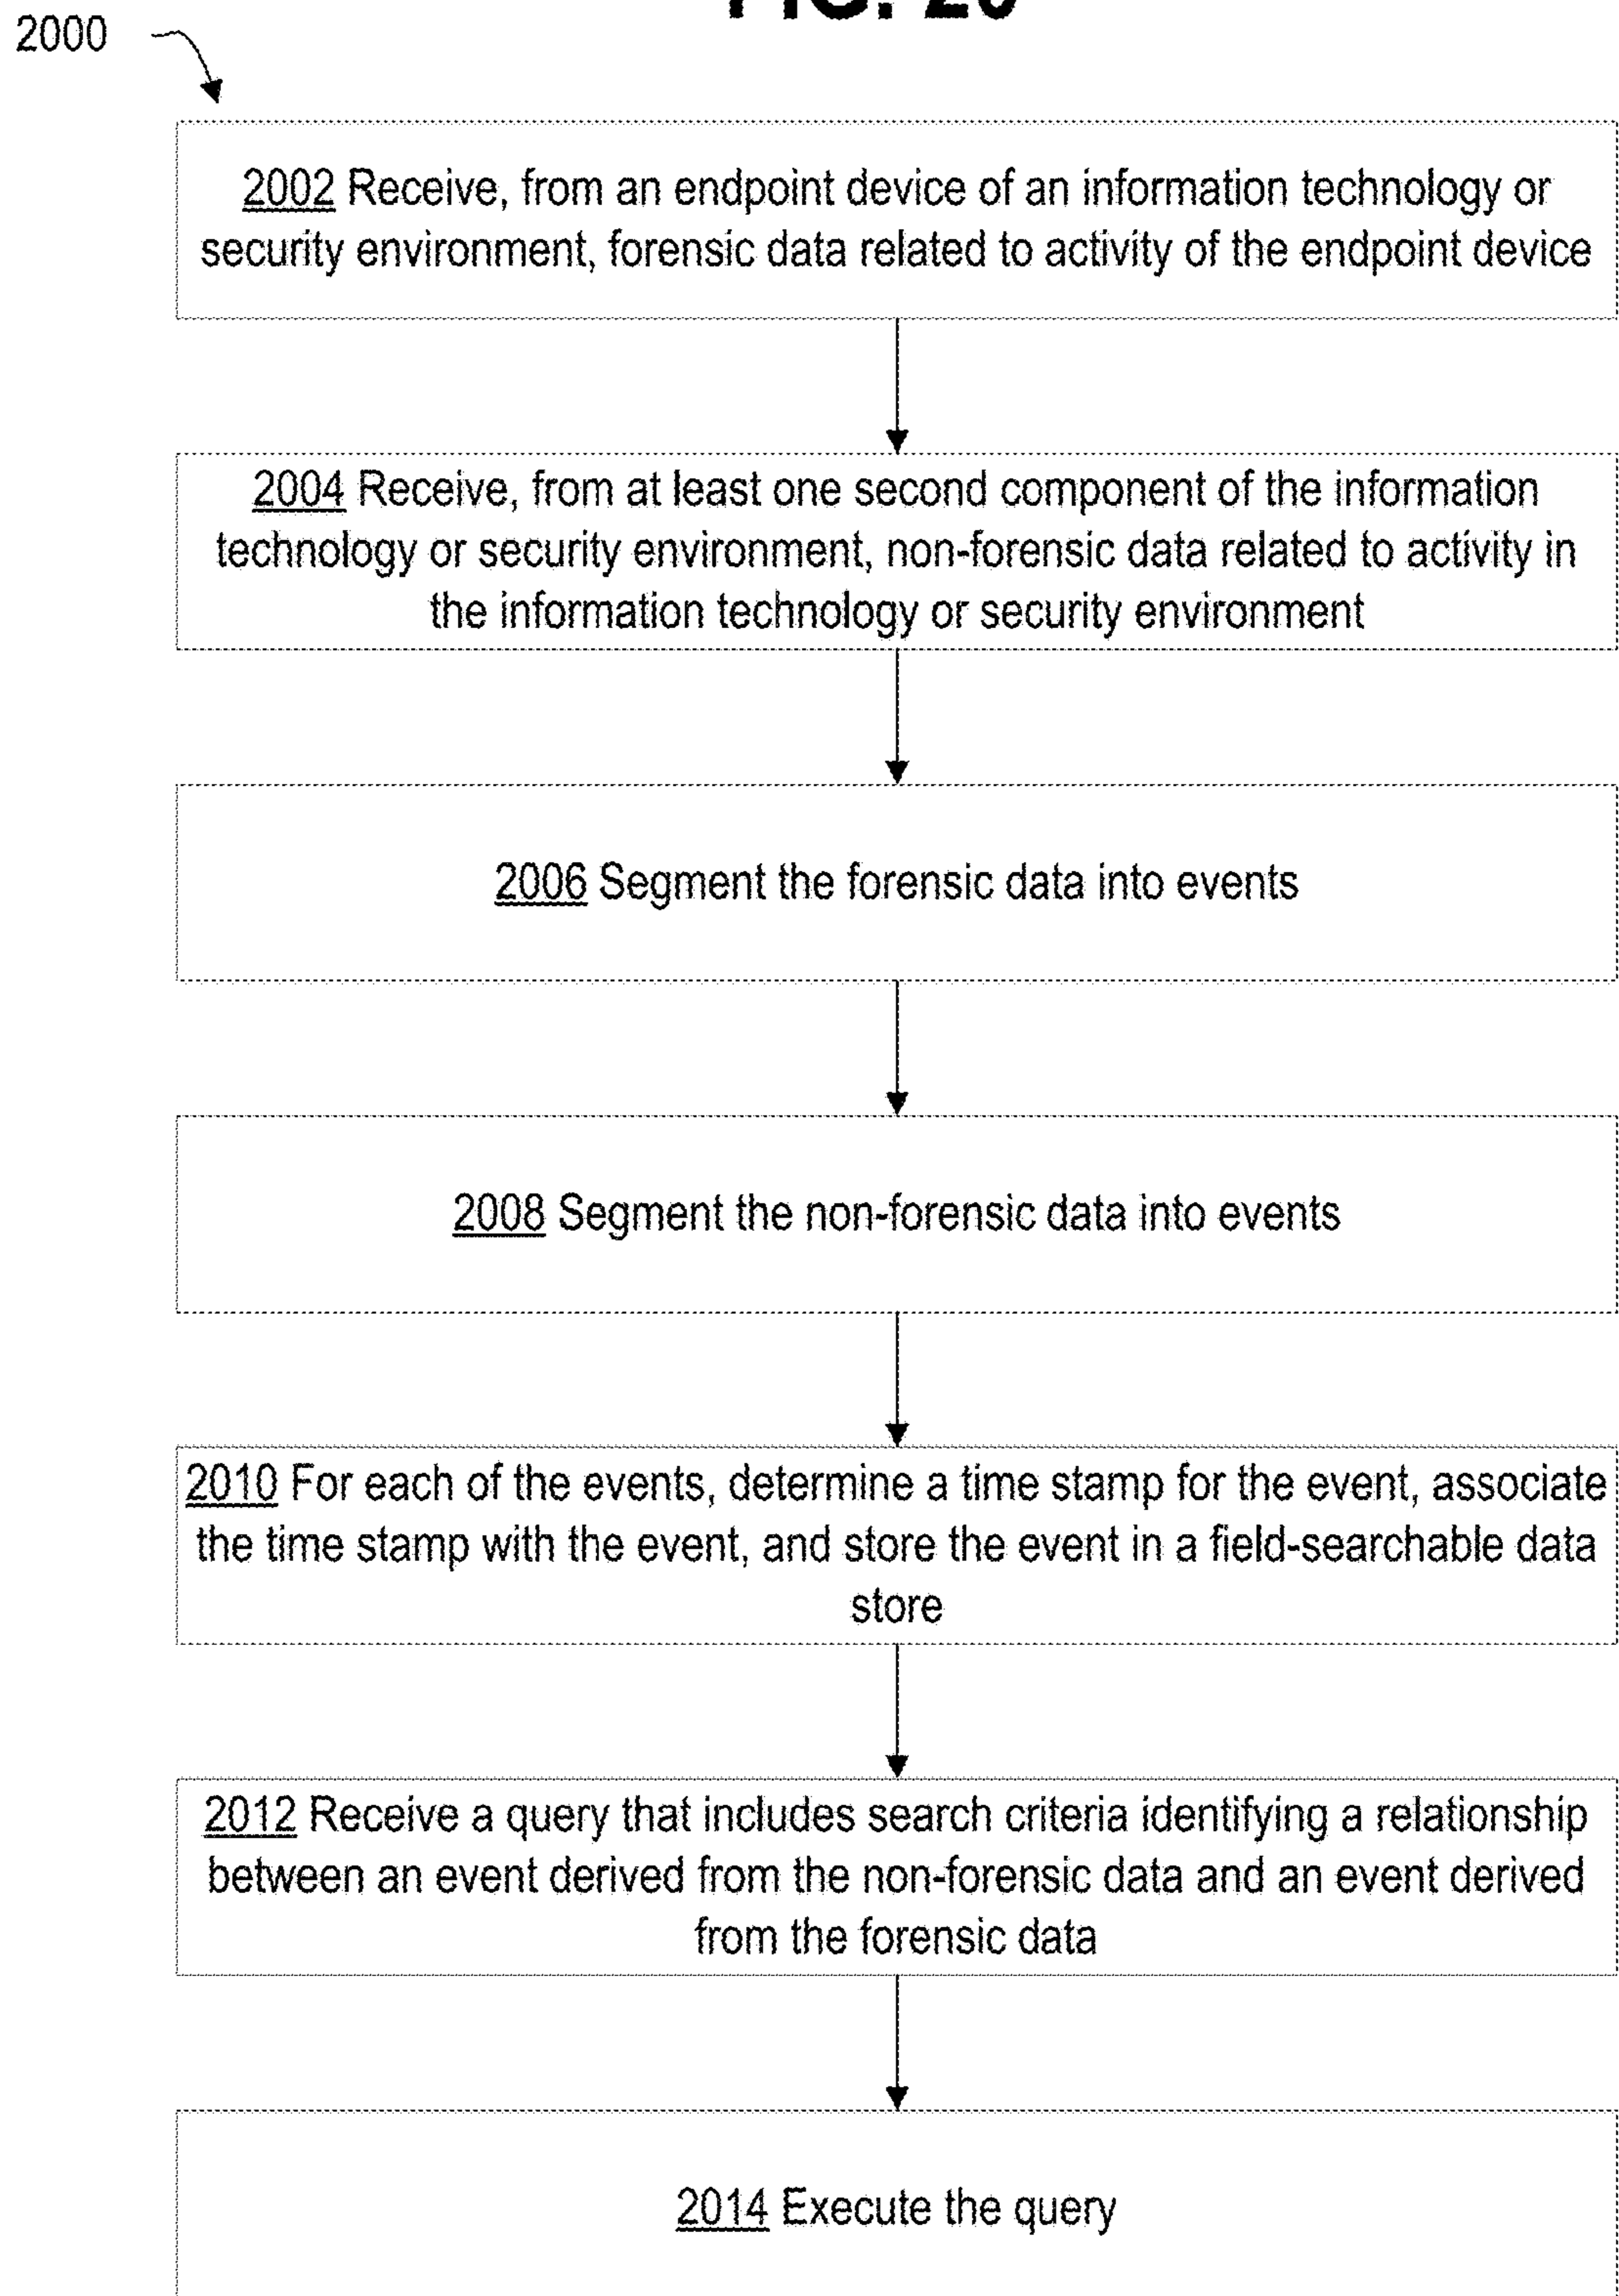 FIG. 20
2000
2002 Receive, from an endpoint device of an information technology or
security environment, forensic data related to activity of the endpoint device
2004 Receive, from at least one second component of the information
technology or security environment, non-forensic data related to activity in
the information technology or security environment
2006 Segment the forensic data into events
2008 Segment the non-forensic data into events
2010 For each of the events, determine a time stamp for the event, associate
the time stamp with the event, and store the event in a field-searchable data
store
2012 Receive a query that includes search criteria identifying a relationship
between an event derived from the non-forensic data and an event derived
from the forensic data
2014 Execute the query